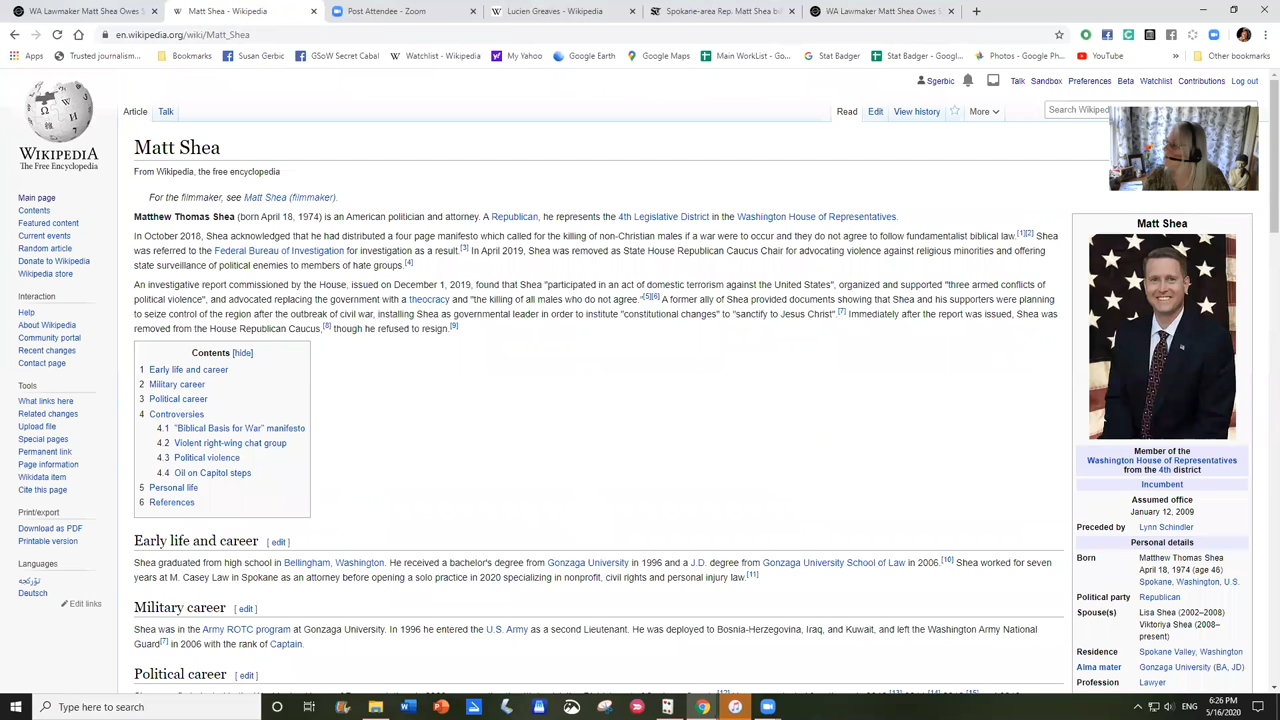 WA Lawmaker Matt Shea Owes S
Matt Shea - Wikipedia
Post Attendee - Zoom
Lucien Greaves - Wikipedia
Spokane-area Rep. Matt Shea bil
WA Lawmaker Matt Shea Owes S
en.wikipedia.org/wiki/Matt_Shea
Apps
Translate
Bookmarks
Susan Gerbic
GSoW Secret Cabal
Watchlist - Wikipedia
My Yahoo
Google Earth
Google Maps
Main WorkList - Go...
Stat Badger
Stat Badger - Googl...
Photos - Google Ph...
YouTube
Other bookmarks
Sgerbic
Talk
Sandbox
Preferences
Beta
Watchlist
Contributions
Log out
Article
Talk
Read
Edit
View history
More
Search Wikiped
WIKIPEDIA
The Free Encyclopedia
Main page
Contents
Featured content
Current events
Random article
Donate to Wikipedia
Wikipedia store
Interaction
Help
About Wikipedia
Community portal
Recent changes
Contact page
Tools
What links here
Related changes
Upload file
Special pages
Permanent link
Page information
Wikidata item
Cite this page
Print/export
Download as PDF
Printable version
Languages
تۆرکجه
Deutsch
Edit links
Matt Shea
From Wikipedia, the free encyclopedia
For the filmmaker, see Matt Shea (filmmaker).
Matthew Thomas Shea (born April 18, 1974) is an American politician and attorney. A Republican, he represents the 4th Legislative District in the Washington House of Representatives.
In October 2018, Shea acknowledged that he had distributed a four page manifesto which called for the killing of non-Christian males if a war were to occur and they do not agree to follow fundamentalist biblical law.[1][2] Shea
was referred to the Federal Bureau of Investigation for investigation as a result.[3] In April 2019, Shea was removed as State House Republican Caucus Chair for advocating violence against religious minorities and offering
state surveillance of political enemies to members of hate groups.[4]
An investigative report commissioned by the House, issued on December 1, 2019, found that Shea "participated in an act of domestic terrorism against the United States", organized and supported "three armed conflicts of
political violence", and advocated replacing the government with a theocracy and "the killing of all males who do not agree."[5][6] A former ally of Shea provided documents showing that Shea and his supporters were planning
to seize control of the region after the outbreak of civil war, installing Shea as governmental leader in order to institute "constitutional changes" to "sanctify to Jesus Christ".[7] Immediately after the report was issued, Shea was
removed from the House Republican Caucus,[8] though he refused to resign.[9]
Contents [hide]
1 Early life and career
2 Military career
3 Political career
4 Controversies
4.1 "Biblical Basis for War" manifesto
4.2 Violent right-wing chat group
4.3 Political violence
4.4 Oil on Capitol steps
5 Personal life
6 References
Early life and career [ edit ]
Shea graduated from high school in Bellingham, Washington. He received a bachelor's degree from Gonzaga University in 1996 and a J.D. degree from Gonzaga University School of Law in 2006.[10] Shea worked for seven
years at M. Casey Law in Spokane as an attorney before opening a solo practice in 2020 specializing in nonprofit, civil rights and personal injury law.[11]
Military career [ edit ]
Shea was in the Army ROTC program at Gonzaga University. In 1996 he entered the U.S. Army as a second Lieutenant. He was deployed to Bosnia-Herzegovina, Iraq, and Kuwait, and left the Washington Army National
Guard[7] in 2006 with the rank of Captain.
Political career [ edit ]
Matt Shea
Member of the
Washington House of Representatives
from the 4th district
Incumbent
Assumed office
January 12, 2009
Preceded by Lynn Schindler
Personal details
Born Matthew Thomas Shea
April 18, 1974 (age 46)
Spokane, Washington, U.S.
Political party Republican
Spouse(s) Lisa Shea (2002–2008)
Viktoriya Shea (2008–
present)
Residence Spokane Valley, Washington
Alma mater Gonzaga University (BA, JD)
Profession Lawyer
Type here to search
ENG
6:26 PM
5/16/2020